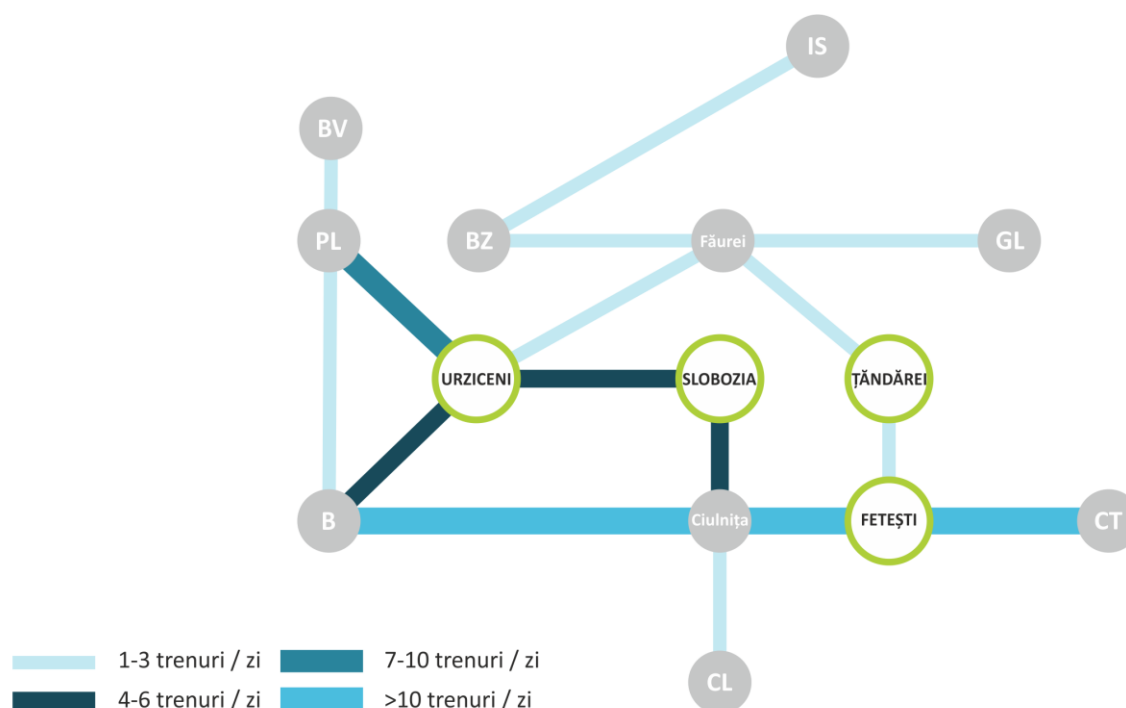 IS
BV
PL
BZ
Făurei
GL
URZICENI
SLOBOZIA
ȚĂNDĂREI
B
Ciulnița
FETEȘTI
CT
CL
1-3 trenuri / zi
7-10 trenuri / zi
4-6 trenuri / zi
>10 trenuri / zi